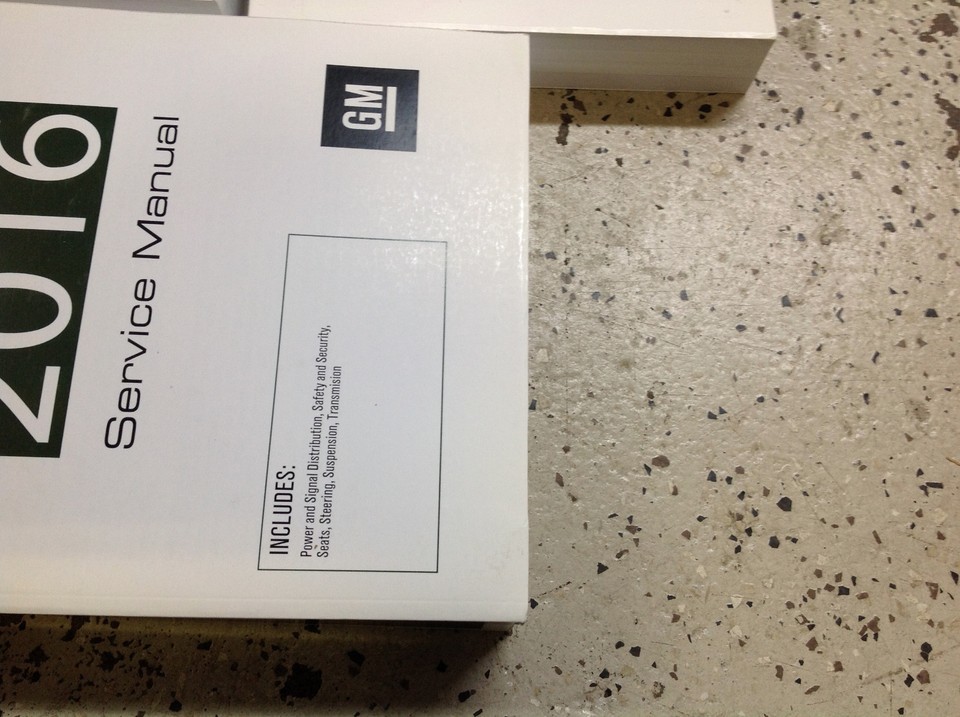 2016
Service Manual
GM
INCLUDES:
Power and Signal Distribution, Safety and Security,
Seats, Steering, Suspension, Transmision